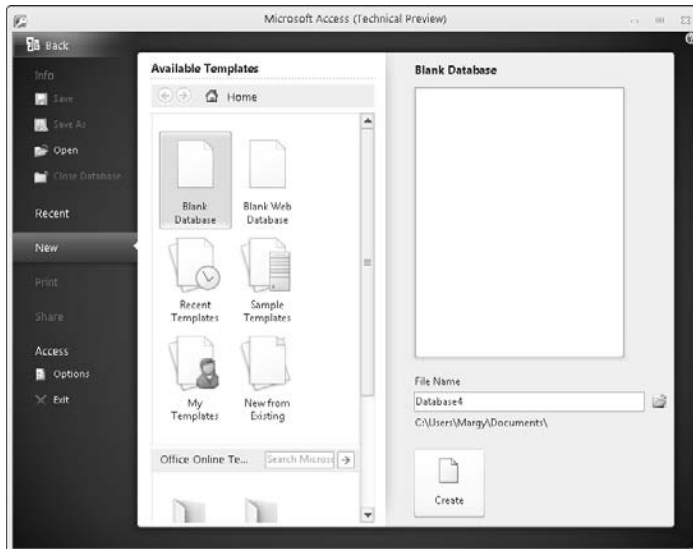 Microsoft Access (Technical Preview)
Back
Info
Save
Save As
Open
Close Database
Recent
New
Print
Share
Access
Options
Exit
Available Templates
Home
Blank
Database
Blank Web
Database
Recent
Templates
Sample
Templates
My
Templates
New from
Existing
Office Online Te...
Search Microso
Blank Database
File Name
Database4
C:\Users\Margy\Documents\
Create